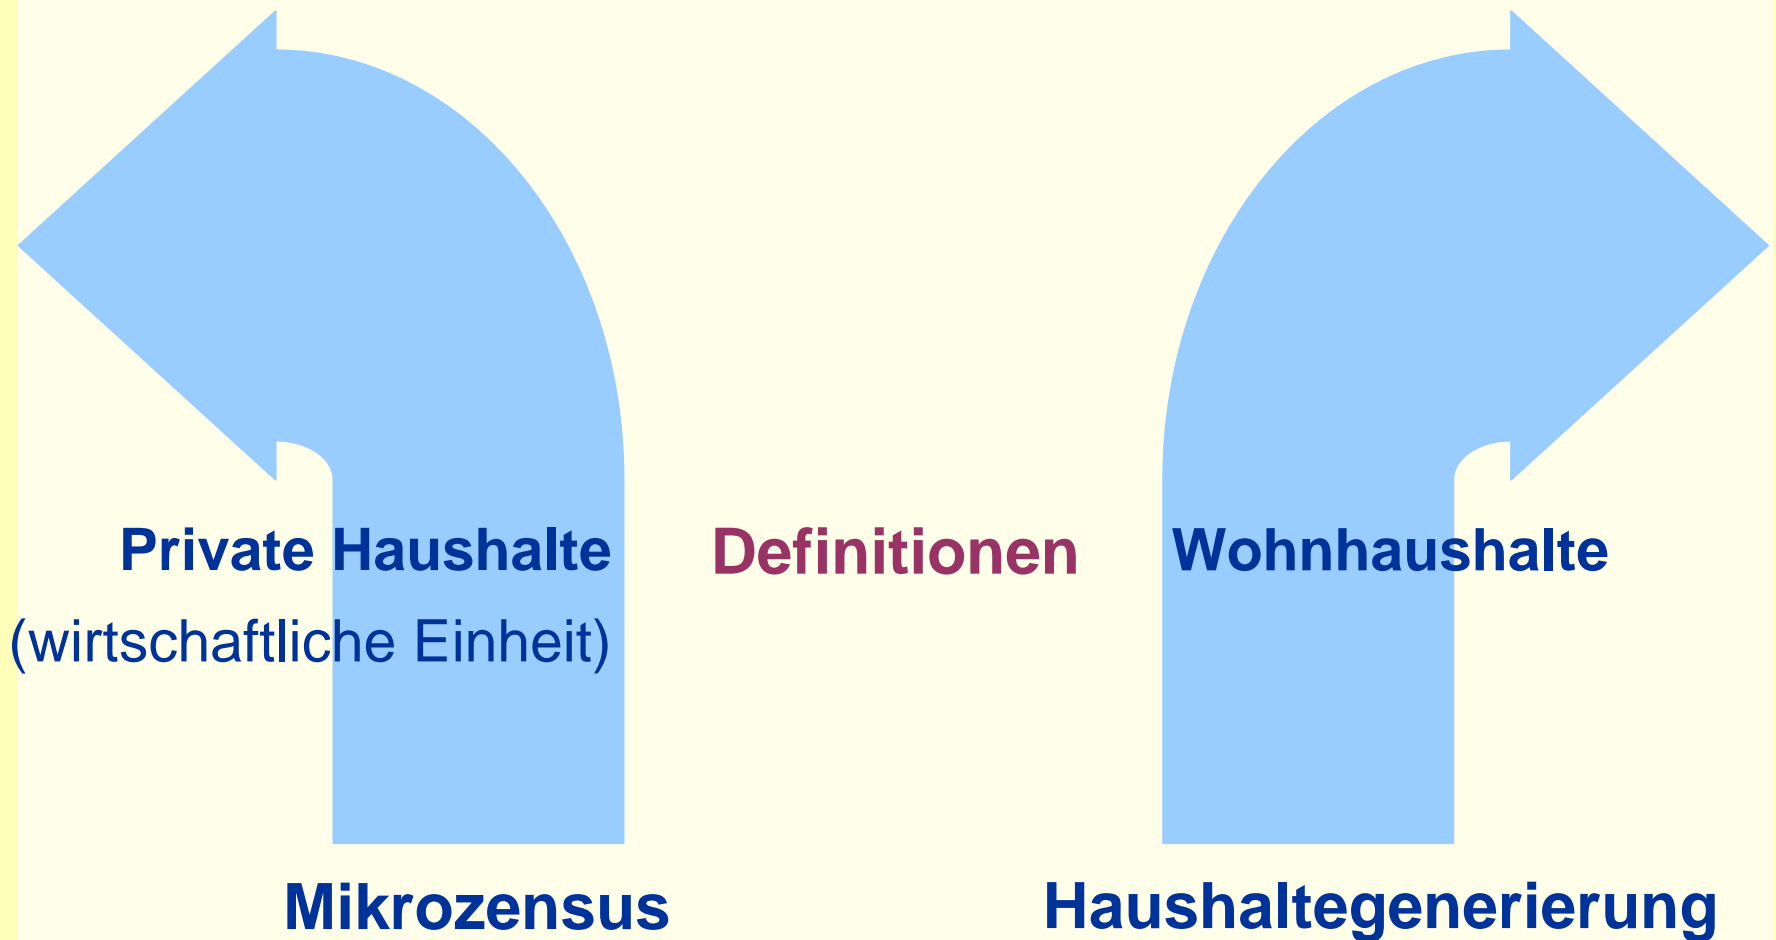 Private Haushalte
(wirtschaftliche Einheit)
Definitionen
Wohnhaushalte
Mikrozensus
Haushaltegenerierung